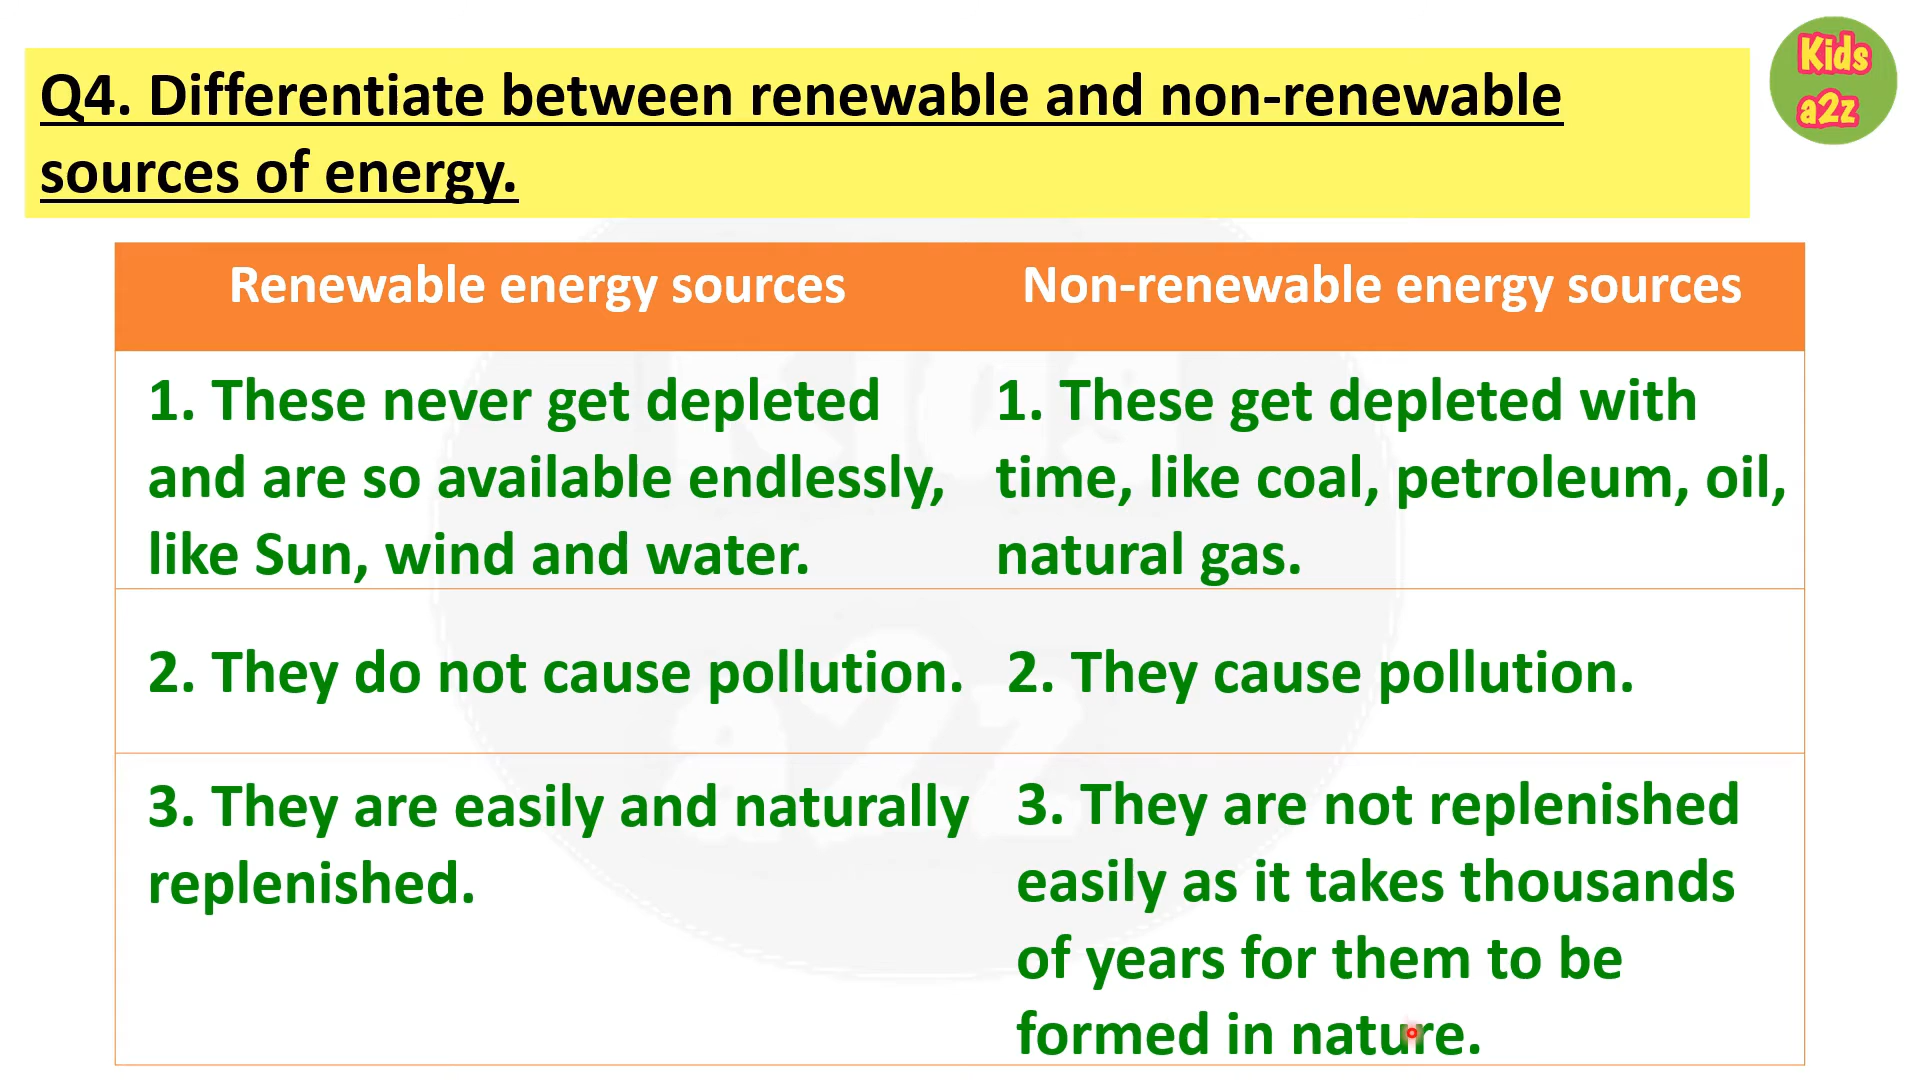 Kids
a2z
Q4. Differentiate between renewable and non-renewable
sources of energy.
Renewable energy sources
Non-renewable energy sources
1. These never get depleted
and are so available endlessly,
like Sun, wind and water.
1. These get depleted with
time, like coal, petroleum, oil,
natural gas.
2. They do not cause pollution.
2. They cause pollution.
3. They are easily and naturally
replenished.
3. They are not replenished
easily as it takes thousands
of years for them to be
formed in nature.
Kids
a2z